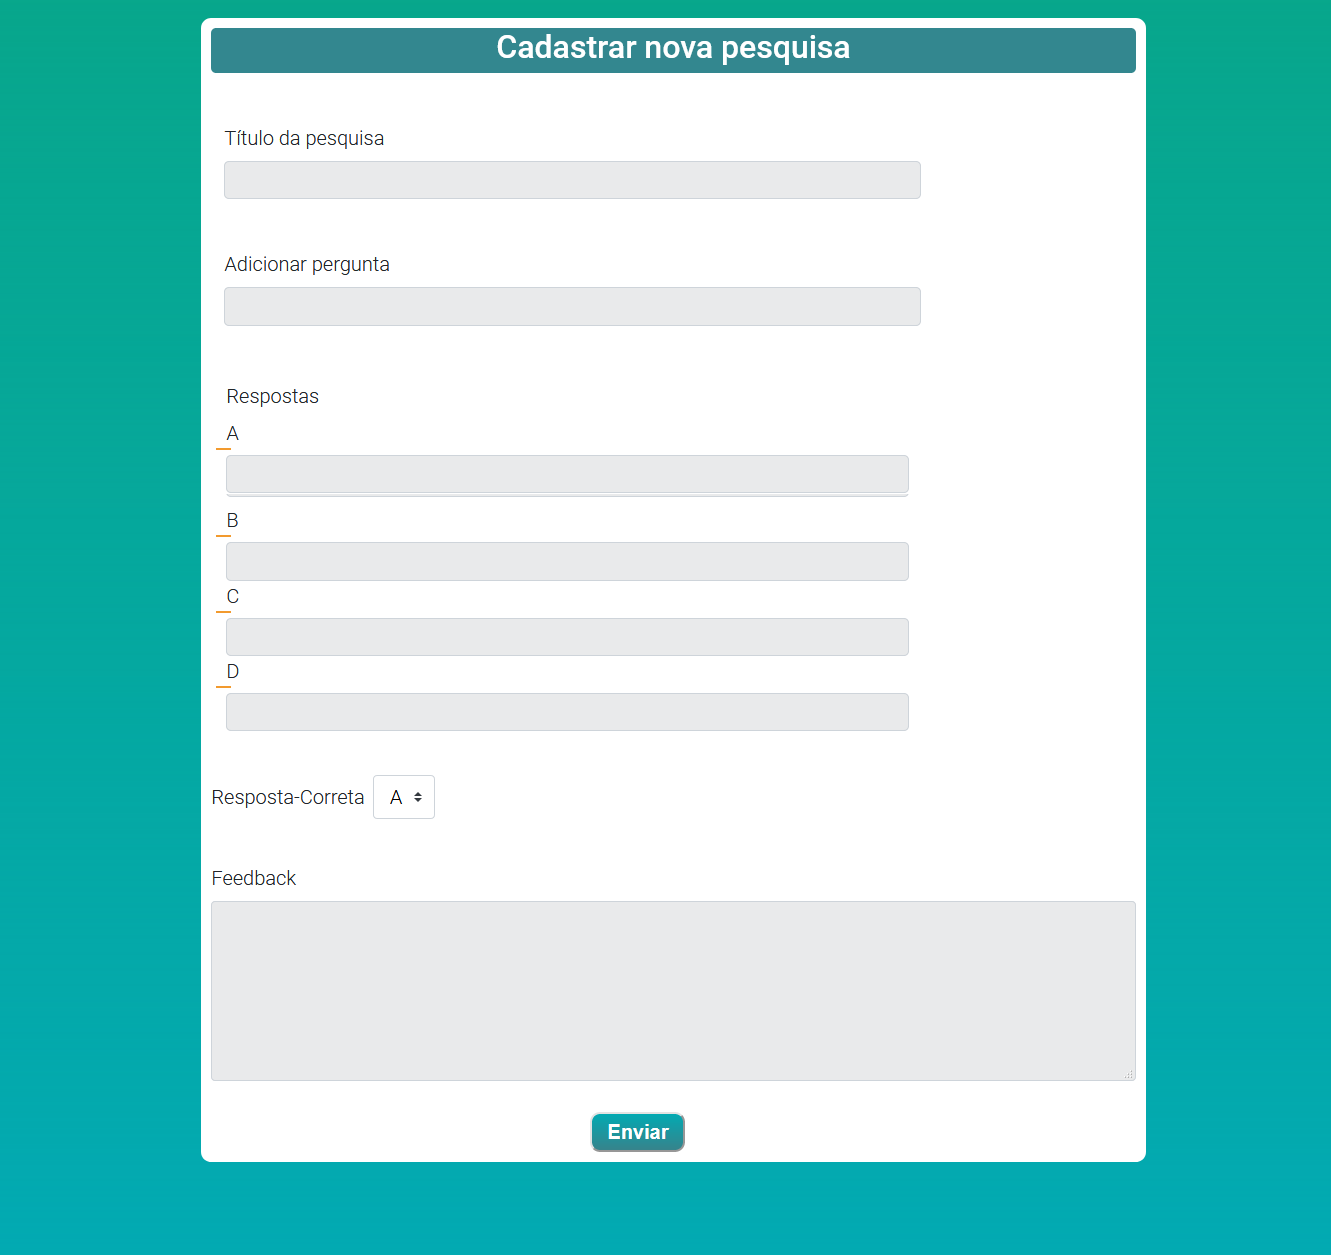 Cadastrar nova pesquisa
Título da pesquisa
Adicionar pergunta
Respostas
A
B
C
D
Resposta-Correta A
Feedback
Enviar